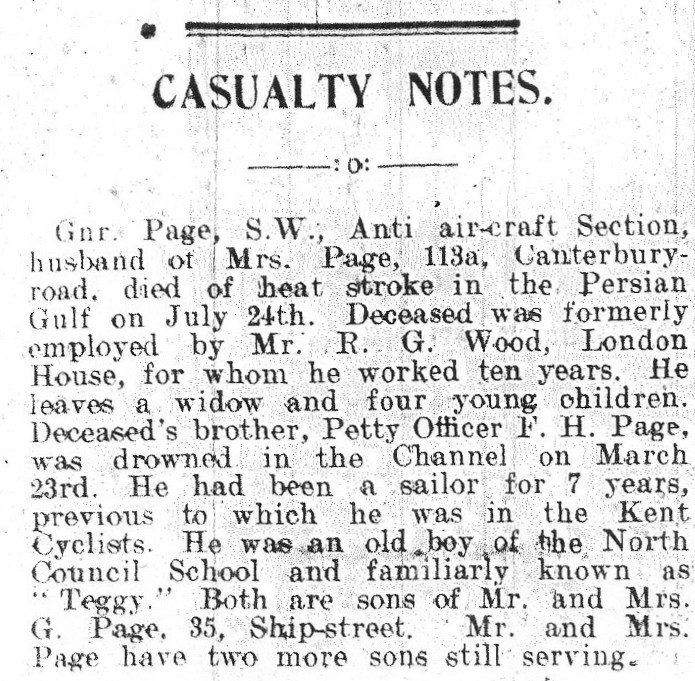 CASUALTY NOTES.
:o:
Gnr. Page, S.W., Anti air-craft Section,
husband of Mrs. Page, 113a, Canterbury-
road, died of heat stroke in the Persian
Gulf on July 24th. Deceased was formerly
employed by Mr. R. G. Wood, London
House, for whom he worked ten years. He
leaves a widow and four young children.
Deceased's brother, Petty Officer F. H. Page,
was drowned in the Channel on March
23rd. He had been a sailor for 7 years,
previous to which he was in the Kent
Cyclists. He was an old boy of the North
Council School and familiarly known as
"Teggy." Both are sons of Mr. and Mrs.
G. Page, 35, Ship-street. Mr. and Mrs.
Page have two more sons still serving.